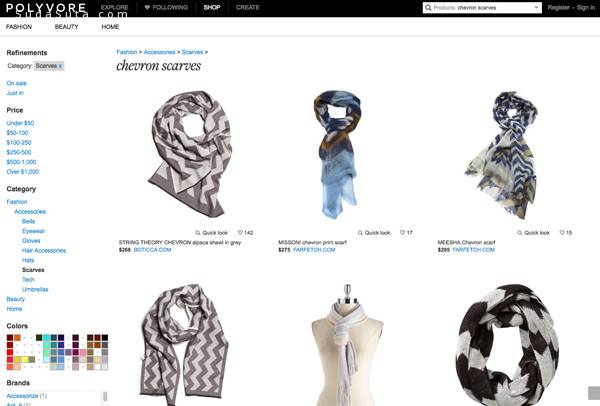 POLYVORE
EXPLORE
FOLLOWING
SHOP
CREATE
Products: chevron scarves
Register - Sign in
SudaSuta.com
FASHION
BEAUTY
HOME
Refinements
Category: Scarves x
On sale
Just in
Price
Under $50
$50-100
$100-250
$250-500
$500-1,000
Over $1,000
Category
Fashion
Accessories
Belts
Eyewear
Gloves
Hair Accessories
Hats
Scarves
Tech
Umbrellas
Beauty
Home
Colors
Brands
Accessorize (1)
Fashion > Accessories > Scarves >
chevron scarves
Quick look 142
STRING THEORY CHEVRON alpaca shawl in grey
$266 BOTICCA.COM
Quick look 17
MISSONI chevron print scarf
$275 FARFETCH.COM
Quick look 15
MEESHA Chevron scarf
$295 FARFETCH.COM